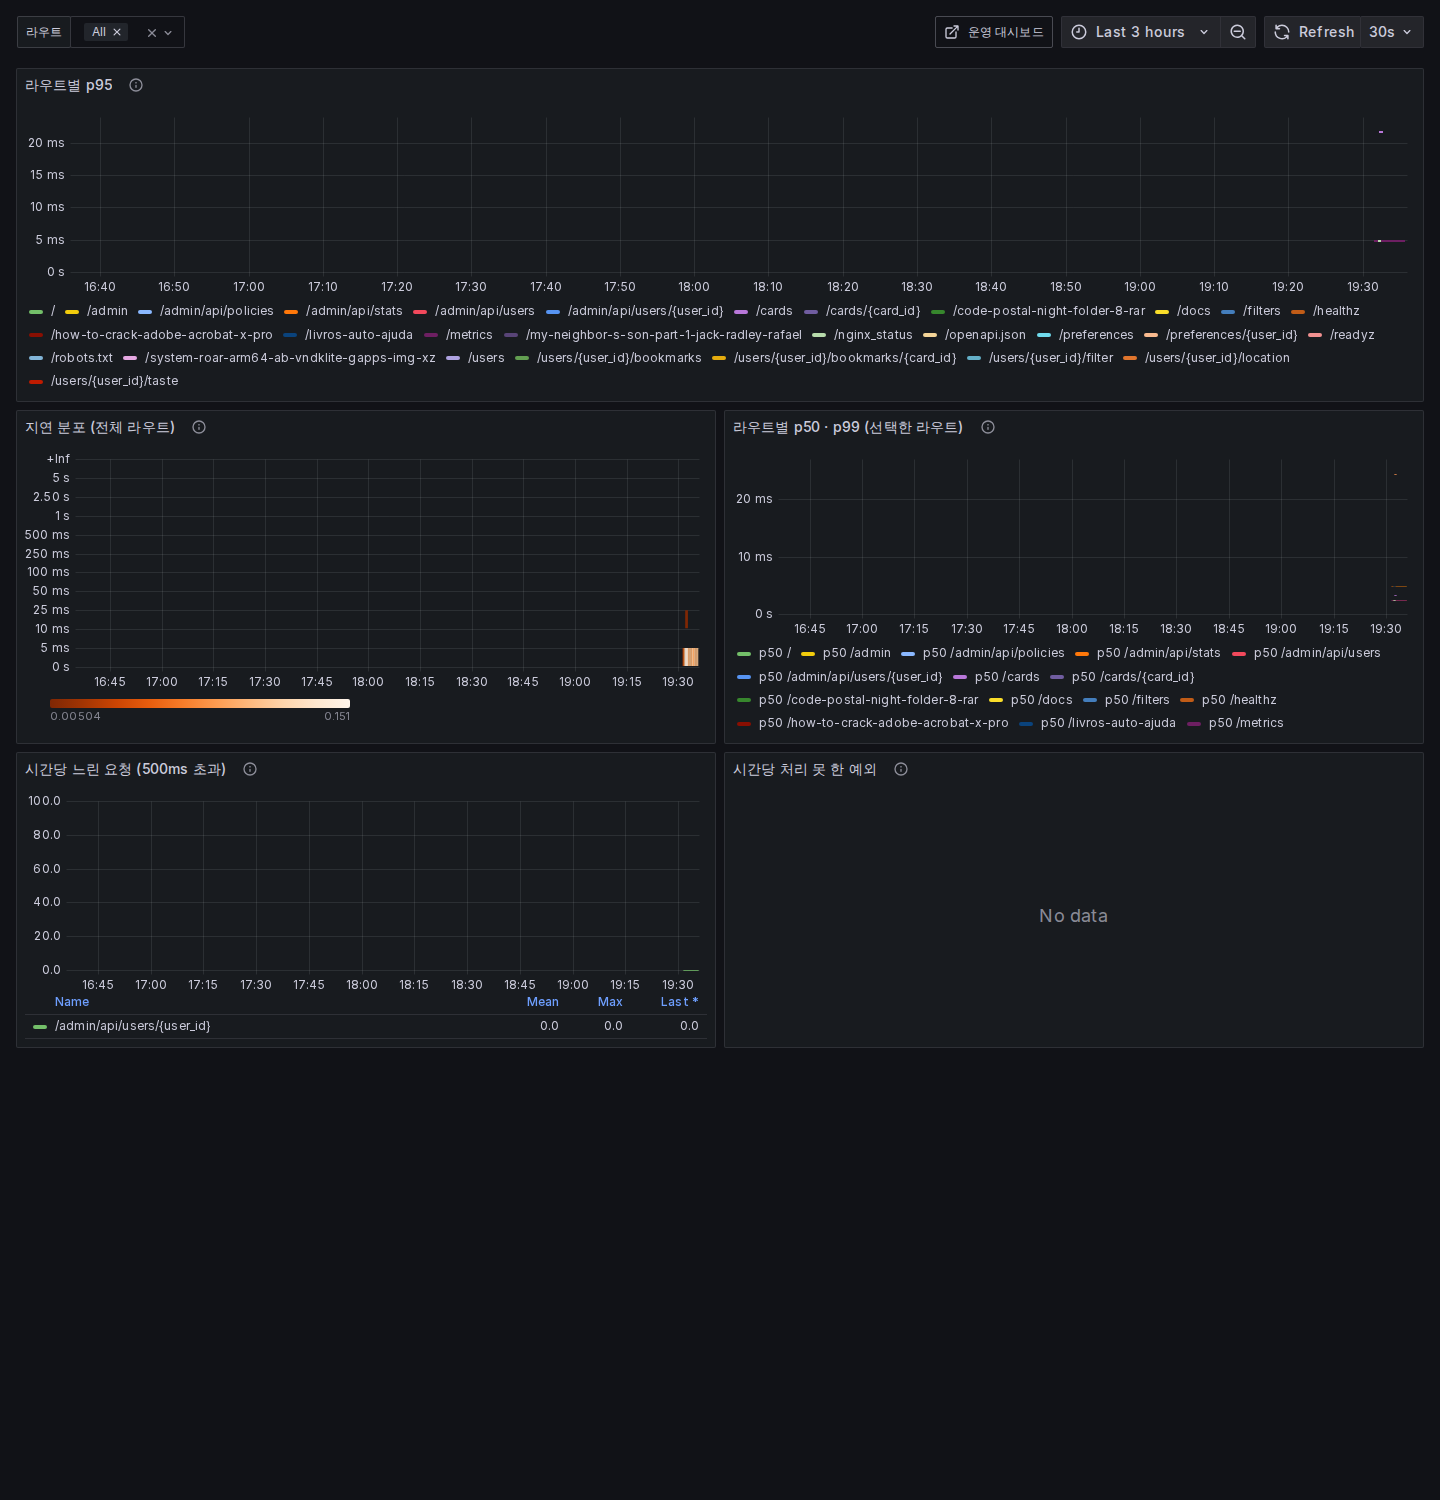 라우트 All 운영 대시보드 Last 3 hours Refresh 30s
라우트별 p95
20 ms
15 ms
10 ms
5 ms
0 s
16:40 16:50 17:00 17:10 17:20 17:30 17:40 17:50 18:00 18:10 18:20 18:30 18:40 18:50 19:00 19:10 19:20 19:30
/ /admin /admin/api/policies /admin/api/stats /admin/api/users /admin/api/users/{user_id} /cards /cards/{card_id} /code-postal-night-folder-8-rar /docs /filters /healthz
/how-to-crack-adobe-acrobat-x-pro /livros-auto-ajuda /metrics /my-neighbor-s-son-part-1-jack-radley-rafael /nginx_status /openapi.json /preferences /preferences/{user_id} /readyz
/robots.txt /system-roar-arm64-ab-vndklite-gapps-img-xz /users /users/{user_id}/bookmarks /users/{user_id}/bookmarks/{card_id} /users/{user_id}/filter /users/{user_id}/location
/users/{user_id}/taste
지연 분포 (전체 라우트)
+Inf
5 s
2.50 s
1 s
500 ms
250 ms
100 ms
50 ms
25 ms
10 ms
5 ms
0 s
16:45 17:00 17:15 17:30 17:45 18:00 18:15 18:30 18:45 19:00 19:15 19:30
0.00504 0.151
라우트별 p50 · p99 (선택한 라우트)
20 ms
10 ms
0 s
16:45 17:00 17:15 17:30 17:45 18:00 18:15 18:30 18:45 19:00 19:15 19:30
p50 / p50 /admin p50 /admin/api/policies p50 /admin/api/stats p50 /admin/api/users
p50 /admin/api/users/{user_id} p50 /cards p50 /cards/{card_id}
p50 /code-postal-night-folder-8-rar p50 /docs p50 /filters p50 /healthz
p50 /how-to-crack-adobe-acrobat-x-pro p50 /livros-auto-ajuda p50 /metrics
시간당 느린 요청 (500ms 초과)
100.0
80.0
60.0
40.0
20.0
0.0
16:45 17:00 17:15 17:30 17:45 18:00 18:15 18:30 18:45 19:00 19:15 19:30
Name Mean Max Last *
/admin/api/users/{user_id} 0.0 0.0 0.0
시간당 처리 못 한 예외
No data